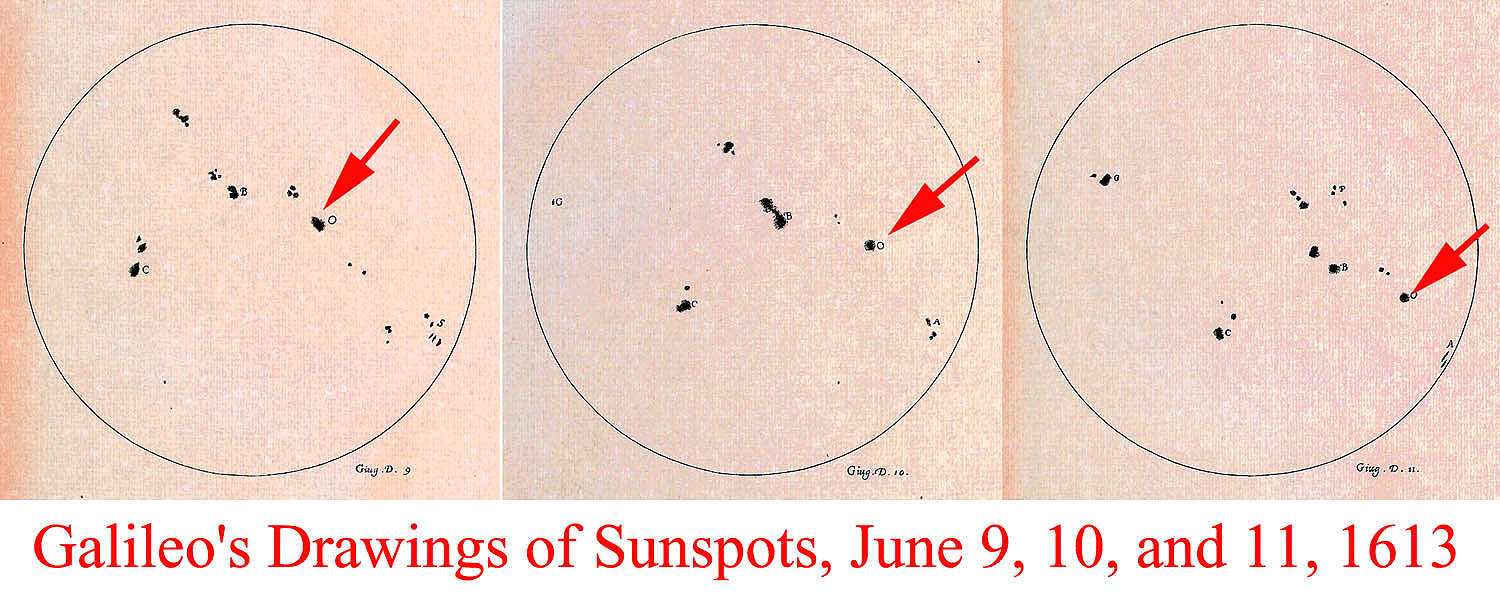 B
O
C
S
Giug. D. 9
G
B
O
C
A
Giug. D. 10.
G
P
B
O
C
A
Giug. D. 11.
Galileo's Drawings of Sunspots, June 9, 10, and 11, 1613